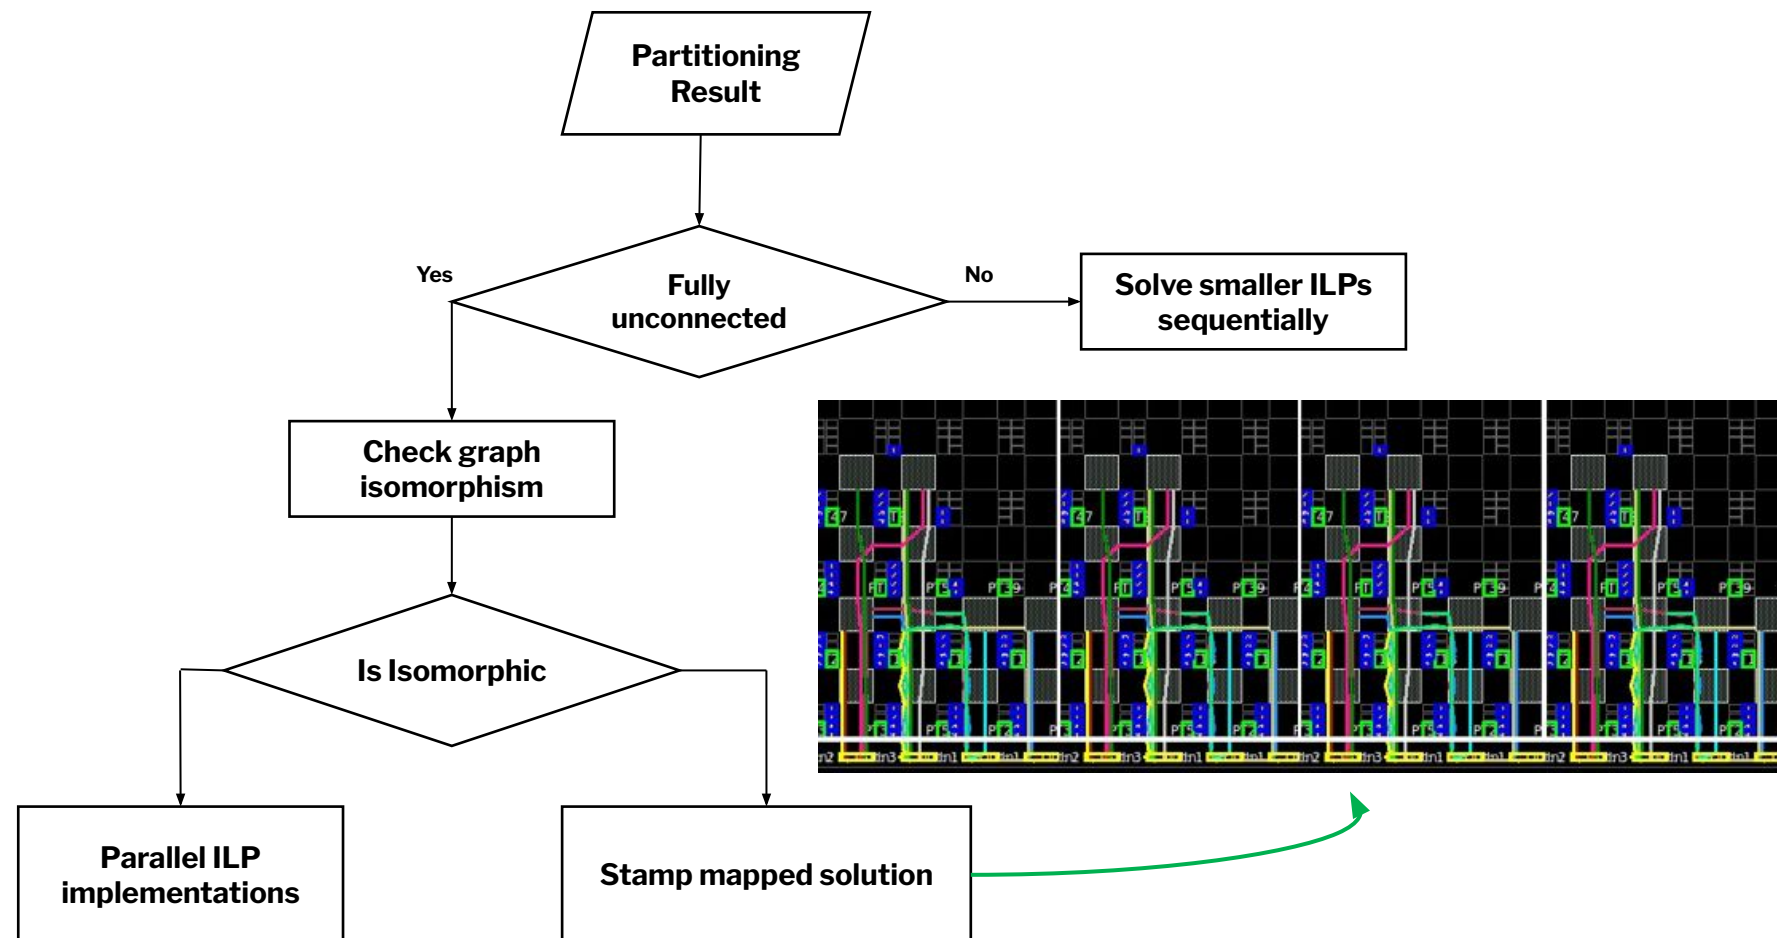 Partitioning
Result
Fully
unconnected
Yes
No
Solve smaller ILPs
sequentially
Check graph
isomorphism
Is Isomorphic
Parallel ILP
implementations
Stamp mapped solution